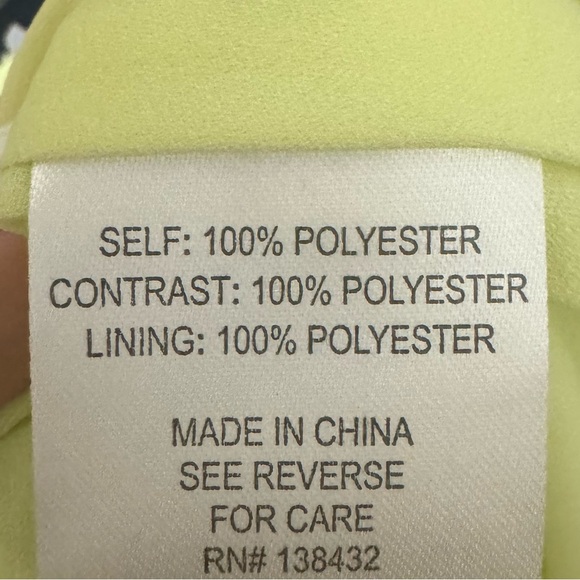 SELF: 100% POLYESTER
CONTRAST: 100% POLYESTER
LINING: 100% POLYESTER
MADE IN CHINA
SEE REVERSE
FOR CARE
RN# 138432